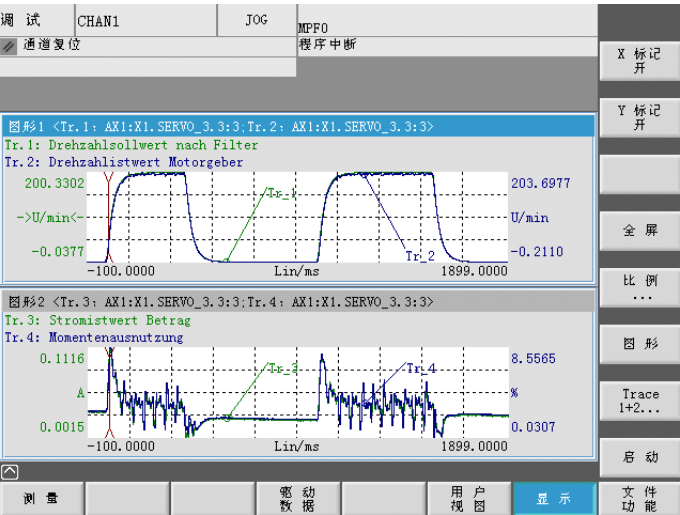 调 试 CHAN1 JOG MPF0
通道复位 程序中断
X 标记
开
Y 标记
开
全 屏
比 例
...
图 形
Trace
1+2...
启 动
图形1 <Tr.1: AX1:X1.SERVO_3.3:3;Tr.2: AX1:X1.SERVO_3.3:3>
Tr.1: Drehzahlsollwert nach Filter
Tr.2: Drehzahlistwert Motorgeber
200.3302 Tr_1 203.6977
->U/min<- U/min
-0.0377 Tr_2 -0.2110
-100.0000 Lin/ms 1899.0000
图形2 <Tr.3: AX1:X1.SERVO_3.3:3;Tr.4: AX1:X1.SERVO_3.3:3>
Tr.3: Stromistwert Betrag
Tr.4: Momentenausnutzung
0.1116 Tr_3 Tr_4 8.5565
A %
0.0015 0.0307
-100.0000 Lin/ms 1899.0000
测 量
驱 动
数 据
用 户
视 图
显 示
文 件
功 能